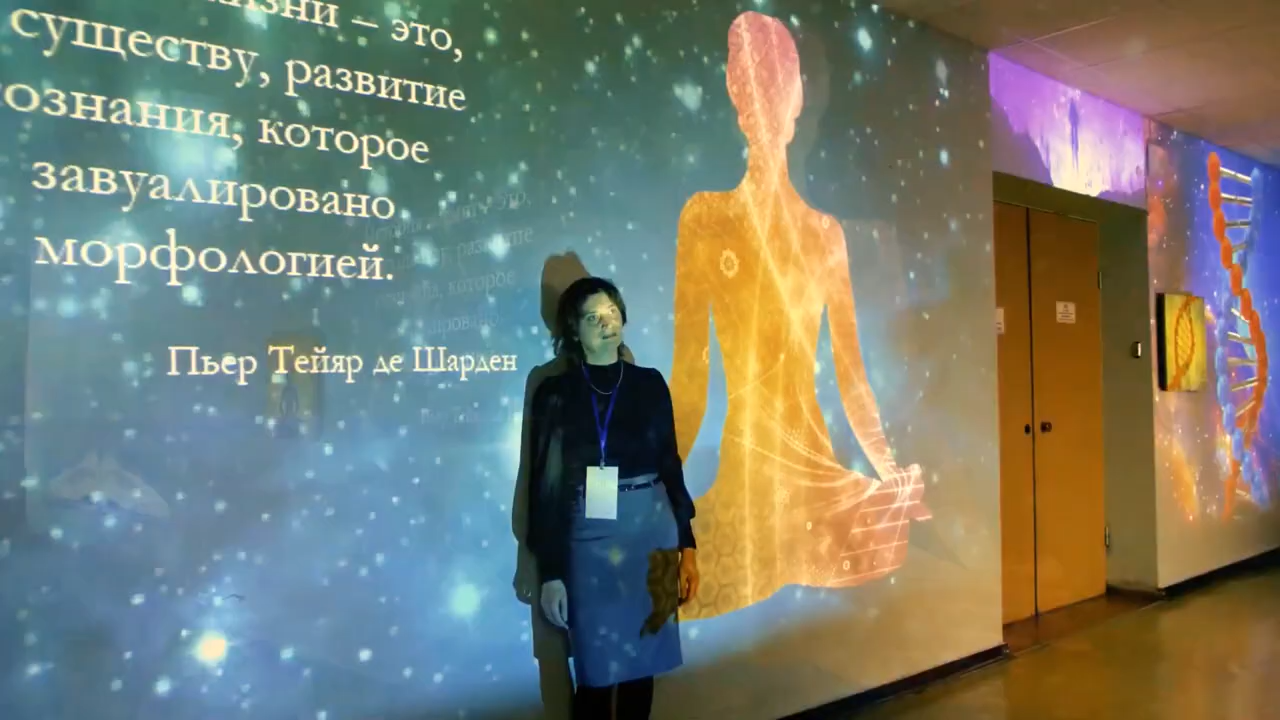 жизни – это,
существу, развитие
сознания, которое
завуалировано
морфологией.
Пьер Тейяр де Шарден